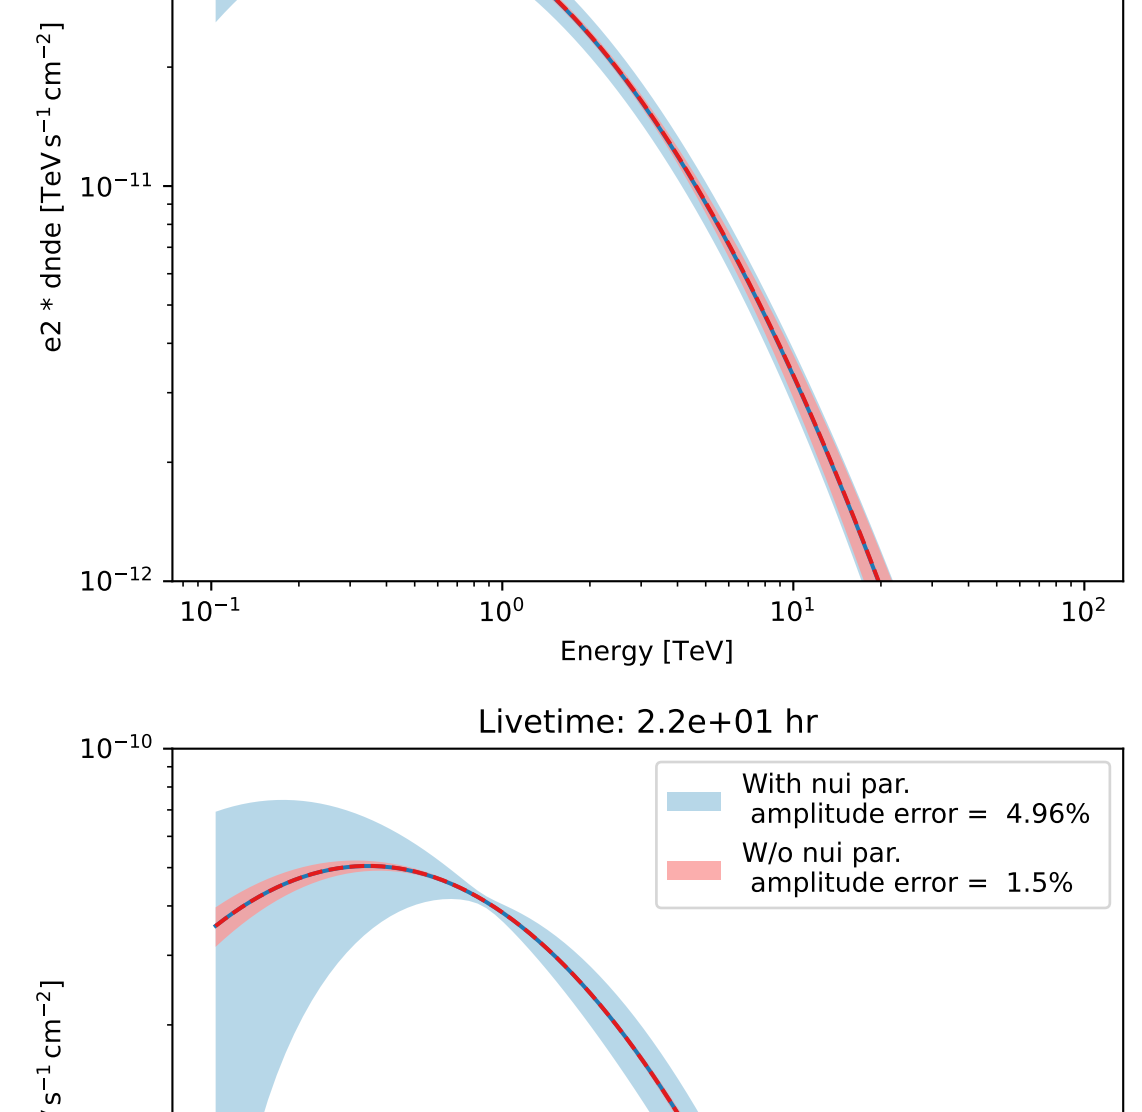 e2 * dnde [TeV s⁻¹ cm⁻²]
10⁻¹¹
10⁻¹²
10⁻¹ 10⁰ 10¹ 10²
Energy [TeV]
Livetime: 2.2e+01 hr
10⁻¹⁰
With nui par.
amplitude error = 4.96%
W/o nui par.
amplitude error = 1.5%
s⁻¹ cm⁻²]